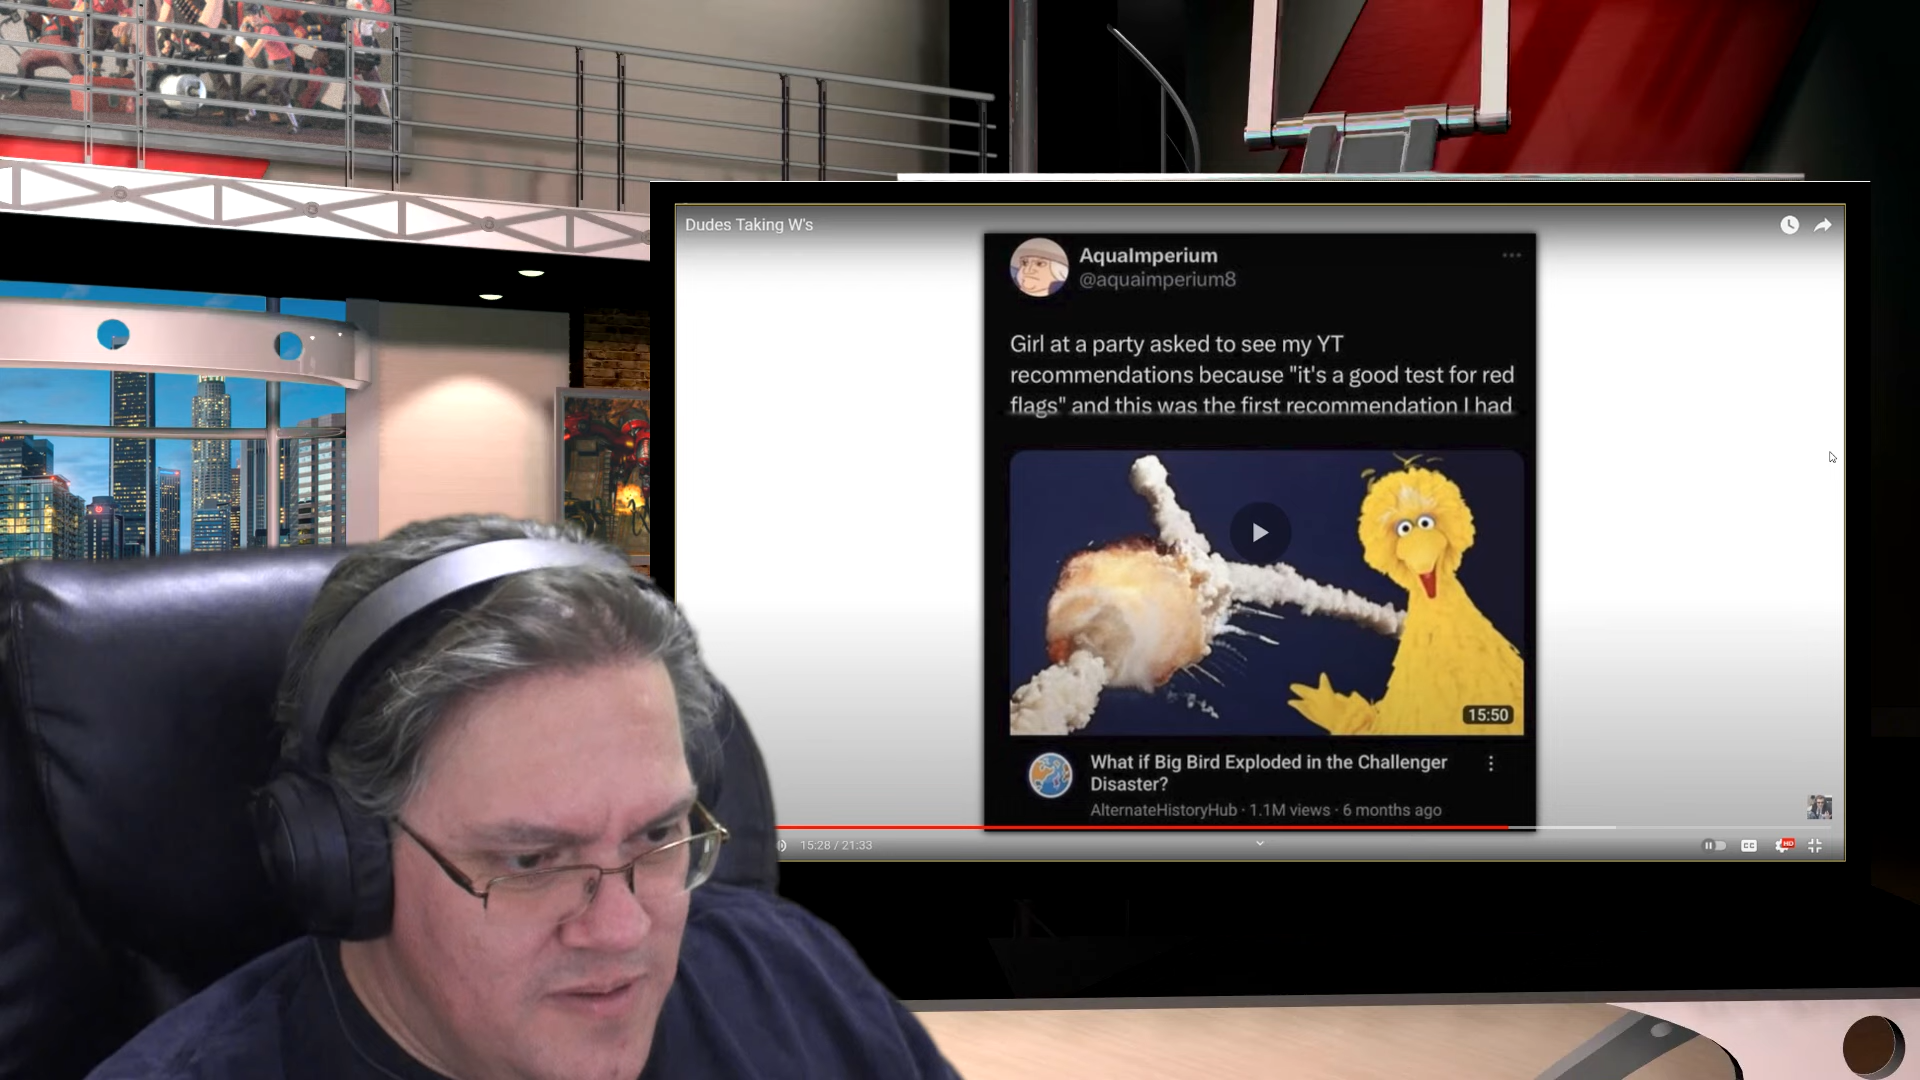 Dudes Taking W's
AquaImperium
@aquaimperium8
Girl at a party asked to see my YT
recommendations because "it's a good test for red
flags" and this was the first recommendation I had
15:50
What if Big Bird Exploded in the Challenger
Disaster?
AlternateHistoryHub · 1.1M views · 6 months ago
15:28 / 21:33
CC
HD